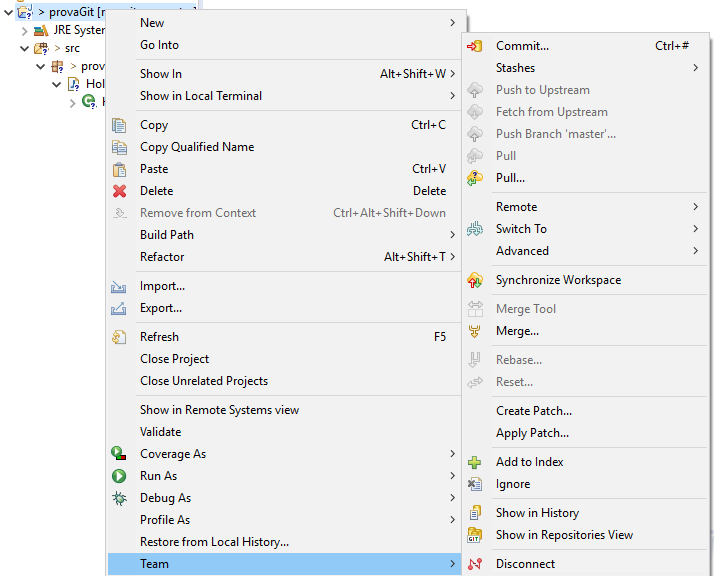 > provaGit [
JRE System
> src
> prov
Hol
New
Go Into
Show In Alt+Shift+W
Show in Local Terminal
Copy Ctrl+C
Copy Qualified Name
Paste Ctrl+V
Delete Delete
Remove from Context Ctrl+Alt+Shift+Down
Build Path
Refactor Alt+Shift+T
Import...
Export...
Refresh F5
Close Project
Close Unrelated Projects
Show in Remote Systems view
Validate
Coverage As
Run As
Debug As
Profile As
Restore from Local History...
Team
Commit... Ctrl+#
Stashes
Push to Upstream
Fetch from Upstream
Push Branch 'master'...
Pull
Pull...
Remote
Switch To
Advanced
Synchronize Workspace
Merge Tool
Merge...
Rebase...
Reset...
Create Patch...
Apply Patch...
Add to Index
Ignore
Show in History
Show in Repositories View
Disconnect